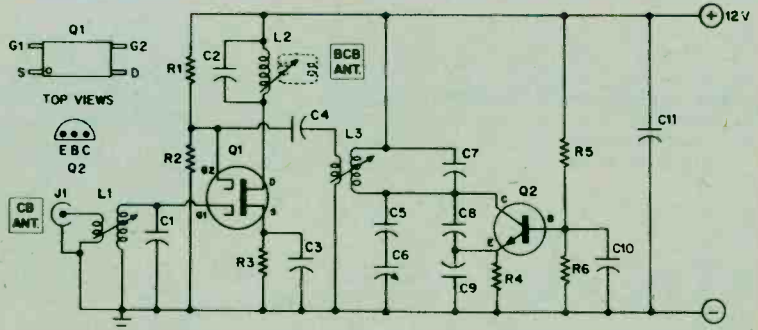 Q1
G1
G2
S
D
TOP VIEWS
E B C
Q2
CB
ANT.
J1
L1
C1
R1
R2
C2
L2
BCB
ANT.
C4
Q1
G2
G1
D
S
R3
C3
L3
C7
C5
C6
C8
C9
C
Q2
B
E
R4
R5
R6
C10
C11
+ 12V
−